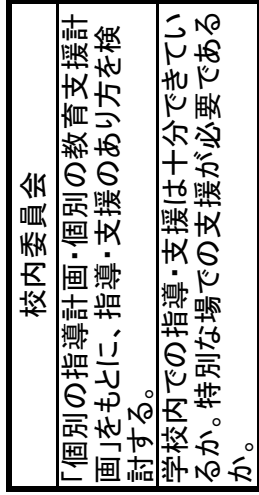 校内委員会
「個別の指導計画・個別の教育支援計
画」をもとに、指導・支援のあり方を検
討する。
学校内での指導・支援は十分できてい
るか。特別な場での支援が必要である
か。